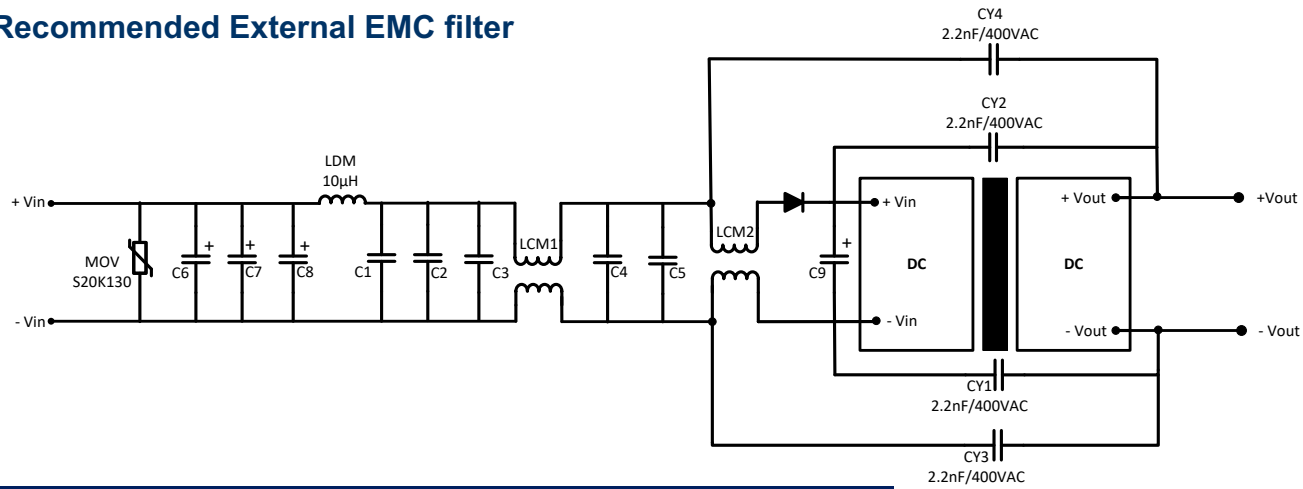 Recommended External EMC filter
CY4
2.2nF/400VAC
CY2
2.2nF/400VAC
LDM
10µH
+ Vin
- Vin
MOV
S20K130
+
C6
+
C7
+
C8
C1
C2
C3
LCM1
C4
C5
LCM2
+
C9
+ Vin
DC
- Vin
+ Vout
DC
- Vout
+Vout
- Vout
CY1
2.2nF/400VAC
CY3
2.2nF/400VAC